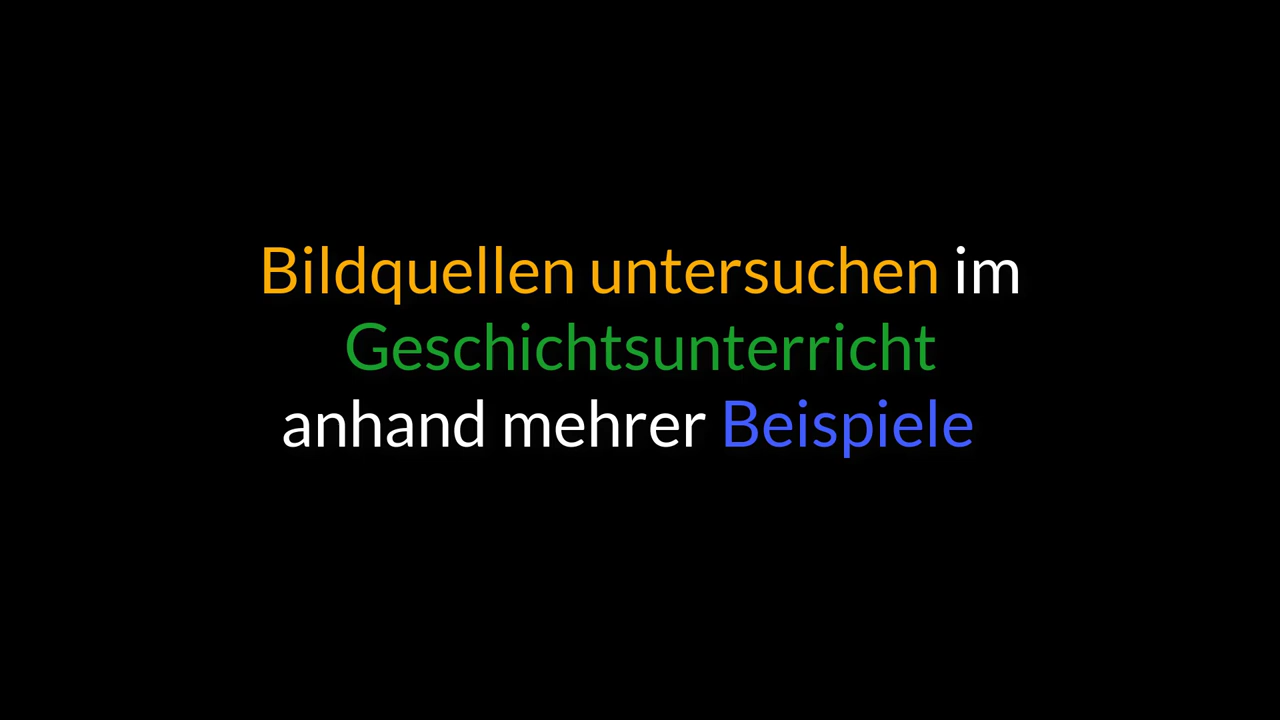 Bildquellen untersuchen im
Geschichtsunterricht
anhand mehrer Beispiele